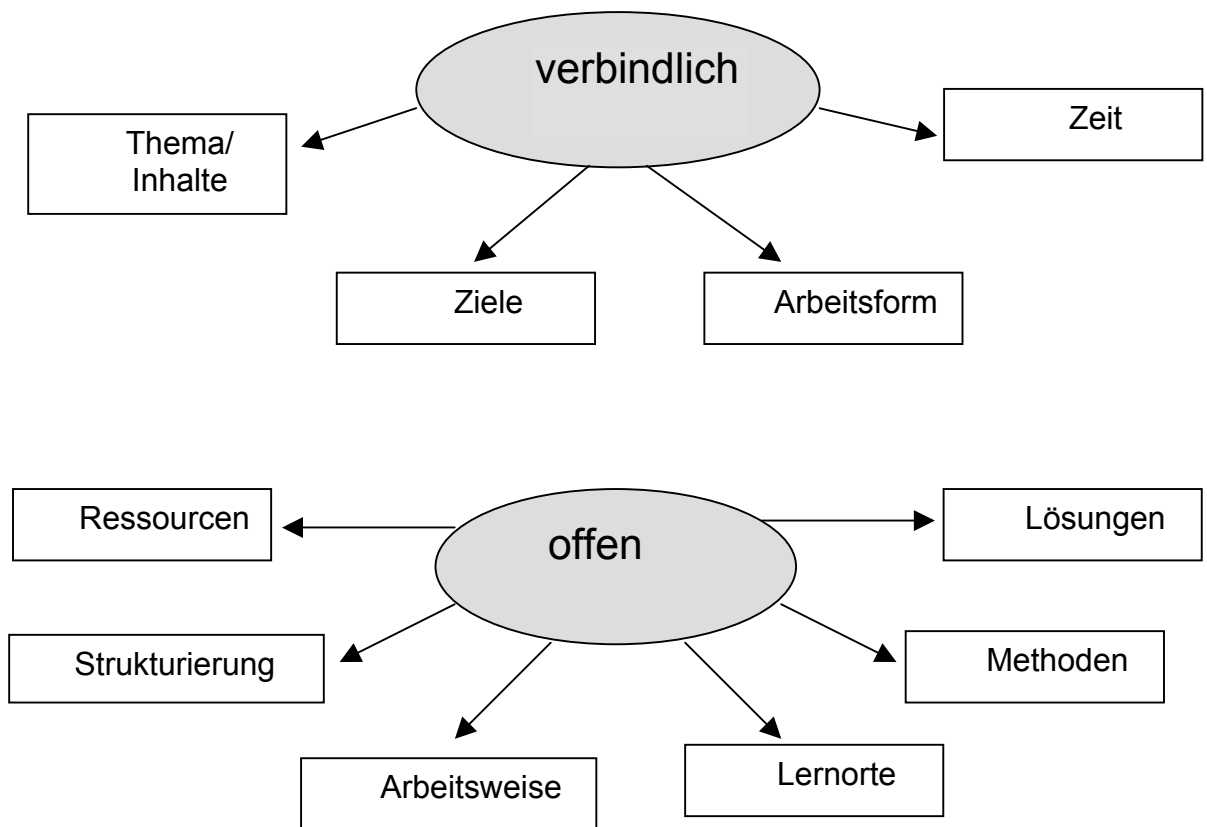 verbindlich
Thema/
Inhalte
Zeit
Ziele
Arbeitsform
offen
Ressourcen
Lösungen
Strukturierung
Methoden
Arbeitsweise
Lernorte